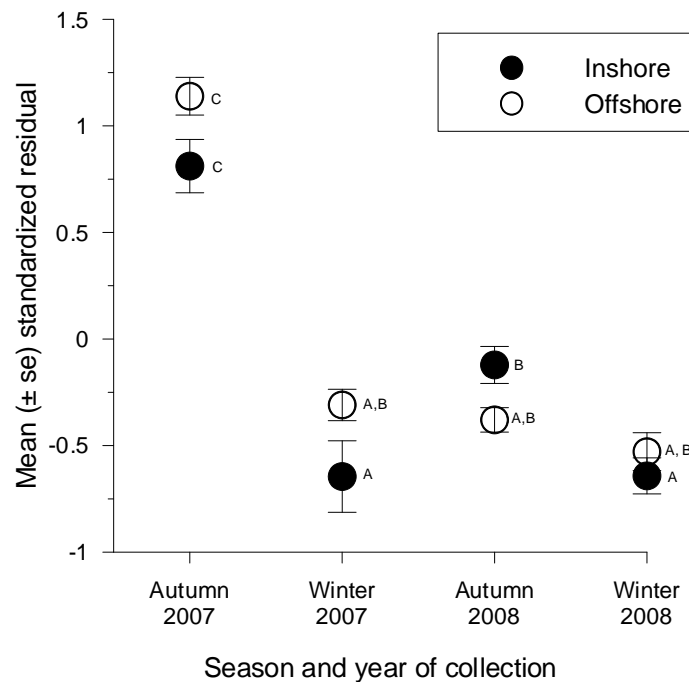 1.5
1
0.5
0
-0.5
-1
Mean (± se) standardized residual
Inshore
Offshore
C
C
A,B
A
B
A,B
A, B
A
Autumn
2007
Winter
2007
Autumn
2008
Winter
2008
Season and year of collection